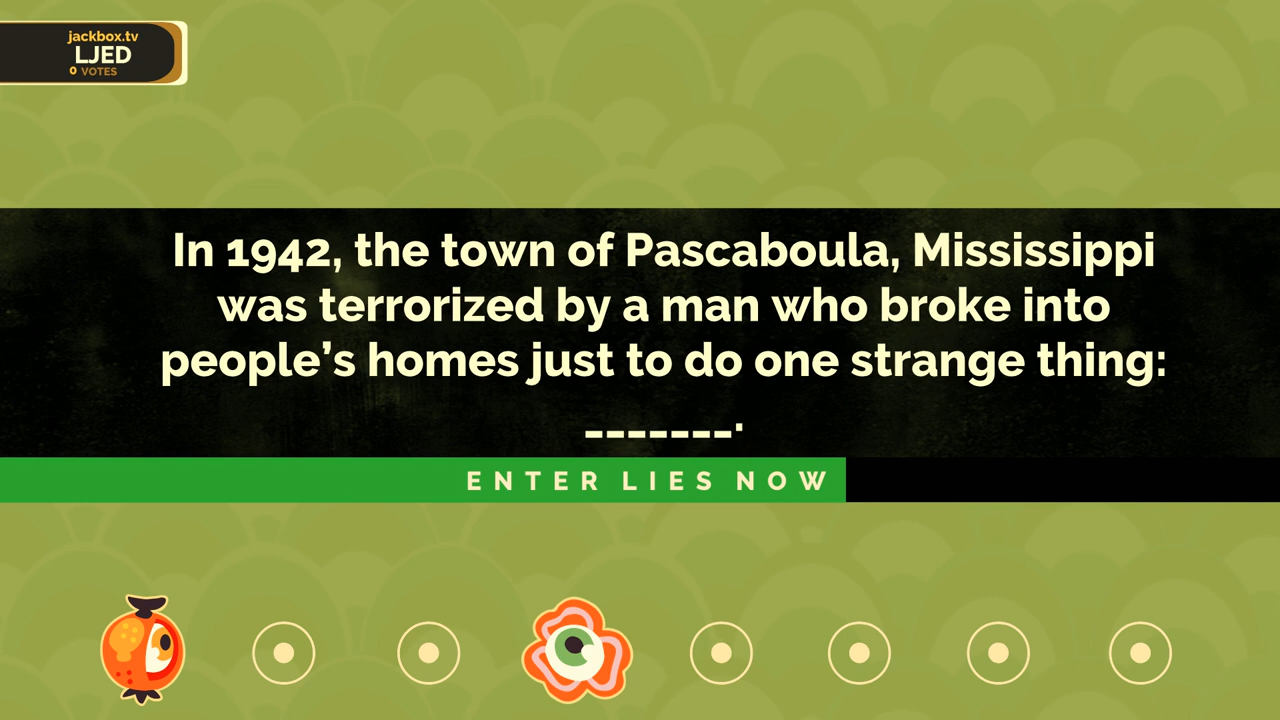 jackbox.tv
LJED
0 VOTES
In 1942, the town of Pascaboula, Mississippi
was terrorized by a man who broke into
people’s homes just to do one strange thing:
_______.
ENTER LIES NOW